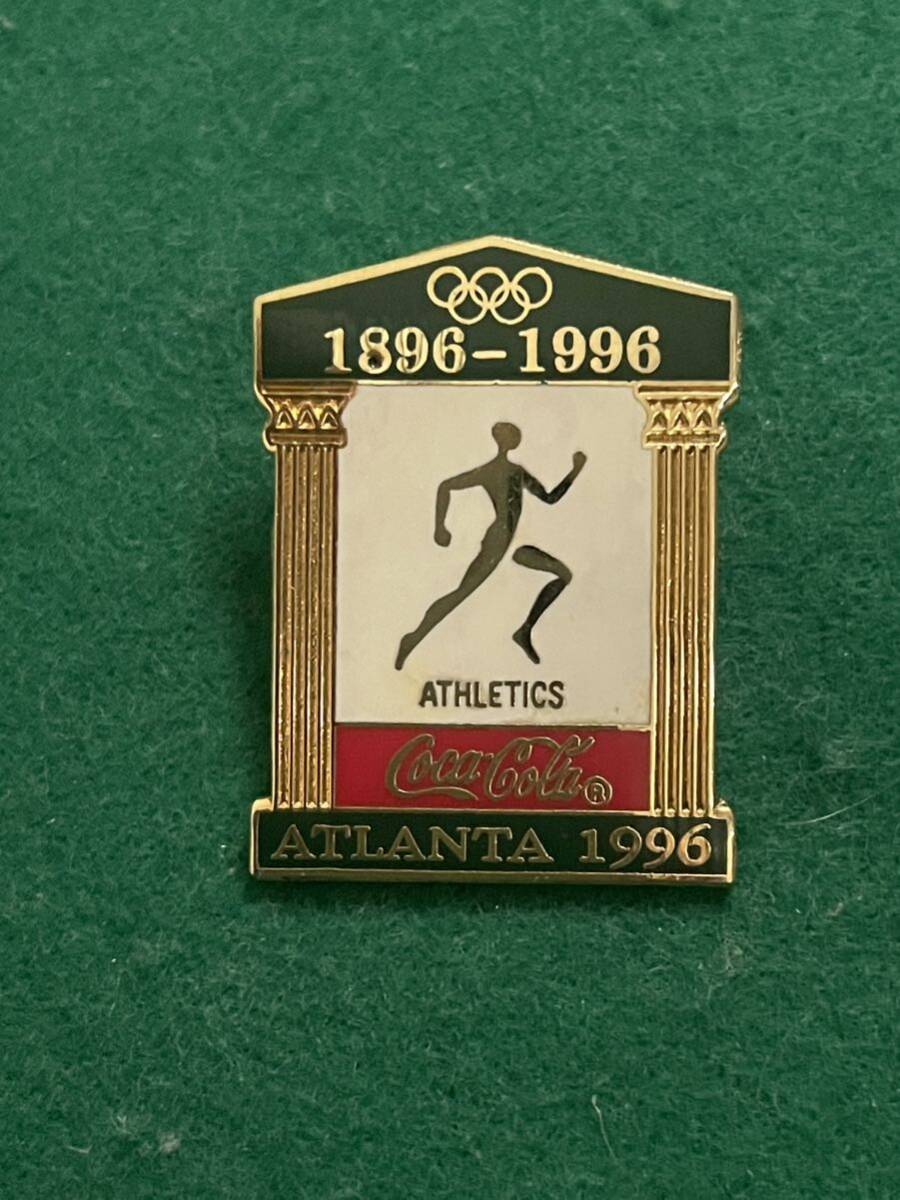 1896-1996
ATHLETICS
Coca-Cola ®
ATLANTA 1996